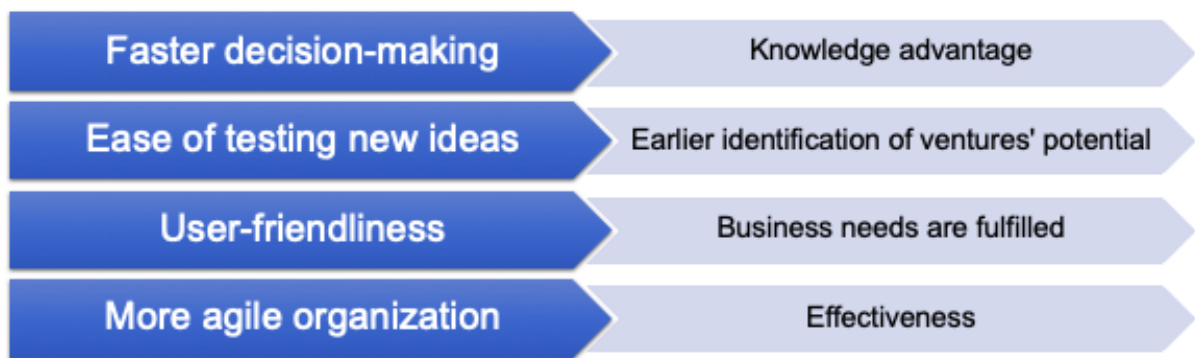 Faster decision-making
Knowledge advantage
Ease of testing new ideas
Earlier identification of ventures' potential
User-friendliness
Business needs are fulfilled
More agile organization
Effectiveness